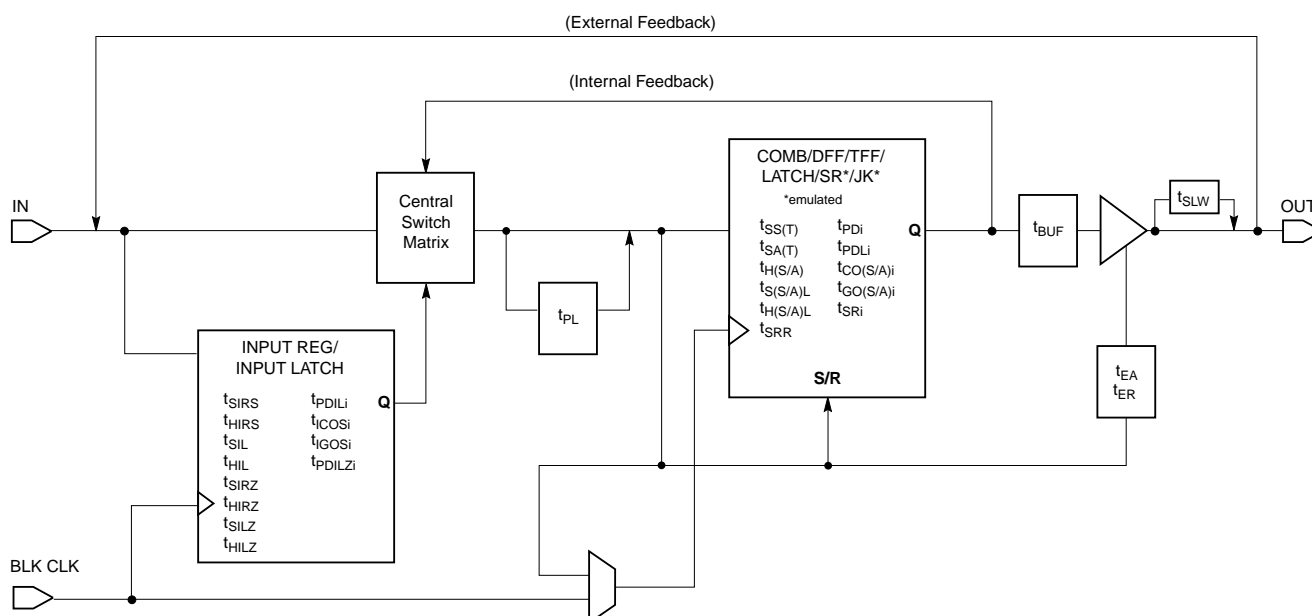 (External Feedback)
(Internal Feedback)
IN
Central
Switch
Matrix
COMB/DFF/TFF/
LATCH/SR*/JK*
*emulated
tSS(T) tPDi
tSA(T) tPDLi
tH(S/A) tCO(S/A)i
tS(S/A)L tGO(S/A)i
tH(S/A)L tSRi
tSRR
Q
S/R
tBUF
tSLW
OUT
tPL
tEA
tER
INPUT REG/
INPUT LATCH
tSIRS tPDILi
tHIRS tICOSi
tSIL tIGOSi
tHIL tPDILZi
tSIRZ
tHIRZ
tSILZ
tHILZ
Q
BLK CLK